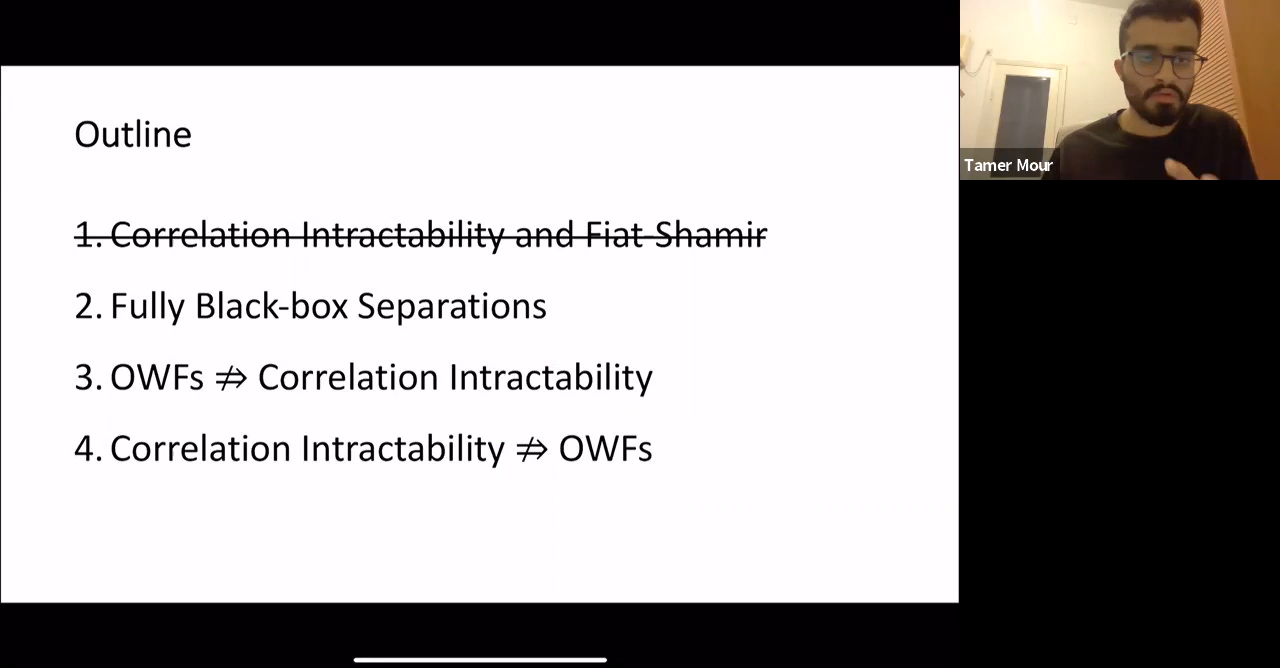 Outline
1. Correlation Intractability and Fiat-Shamir
2. Fully Black-box Separations
3. OWFs ⇏ Correlation Intractability
4. Correlation Intractability ⇏ OWFs
Tamer Mour